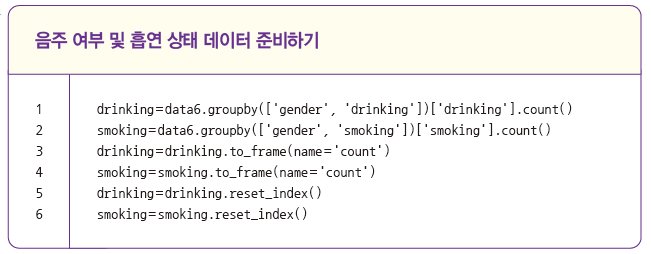 음주 여부 및 흡연 상태 데이터 준비하기
1 drinking=data6.groupby(['gender', 'drinking'])['drinking'].count()
2 smoking=data6.groupby(['gender', 'smoking'])['smoking'].count()
3 drinking=drinking.to_frame(name='count')
4 smoking=smoking.to_frame(name='count')
5 drinking=drinking.reset_index()
6 smoking=smoking.reset_index()